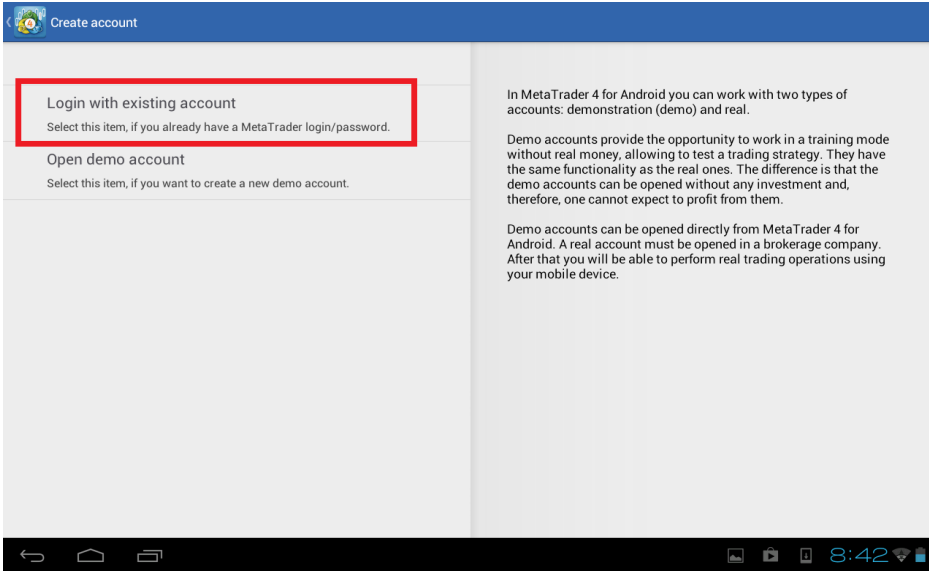 Create account
Login with existing account
Select this item, if you already have a MetaTrader login/password.
Open demo account
Select this item, if you want to create a new demo account.
In MetaTrader 4 for Android you can work with two types of
accounts: demonstration (demo) and real.
Demo accounts provide the opportunity to work in a training mode
without real money, allowing to test a trading strategy. They have
the same functionality as the real ones. The difference is that the
demo accounts can be opened without any investment and,
therefore, one cannot expect to profit from them.
Demo accounts can be opened directly from MetaTrader 4 for
Android. A real account must be opened in a brokerage company.
After that you will be able to perform real trading operations using
your mobile device.
8:42